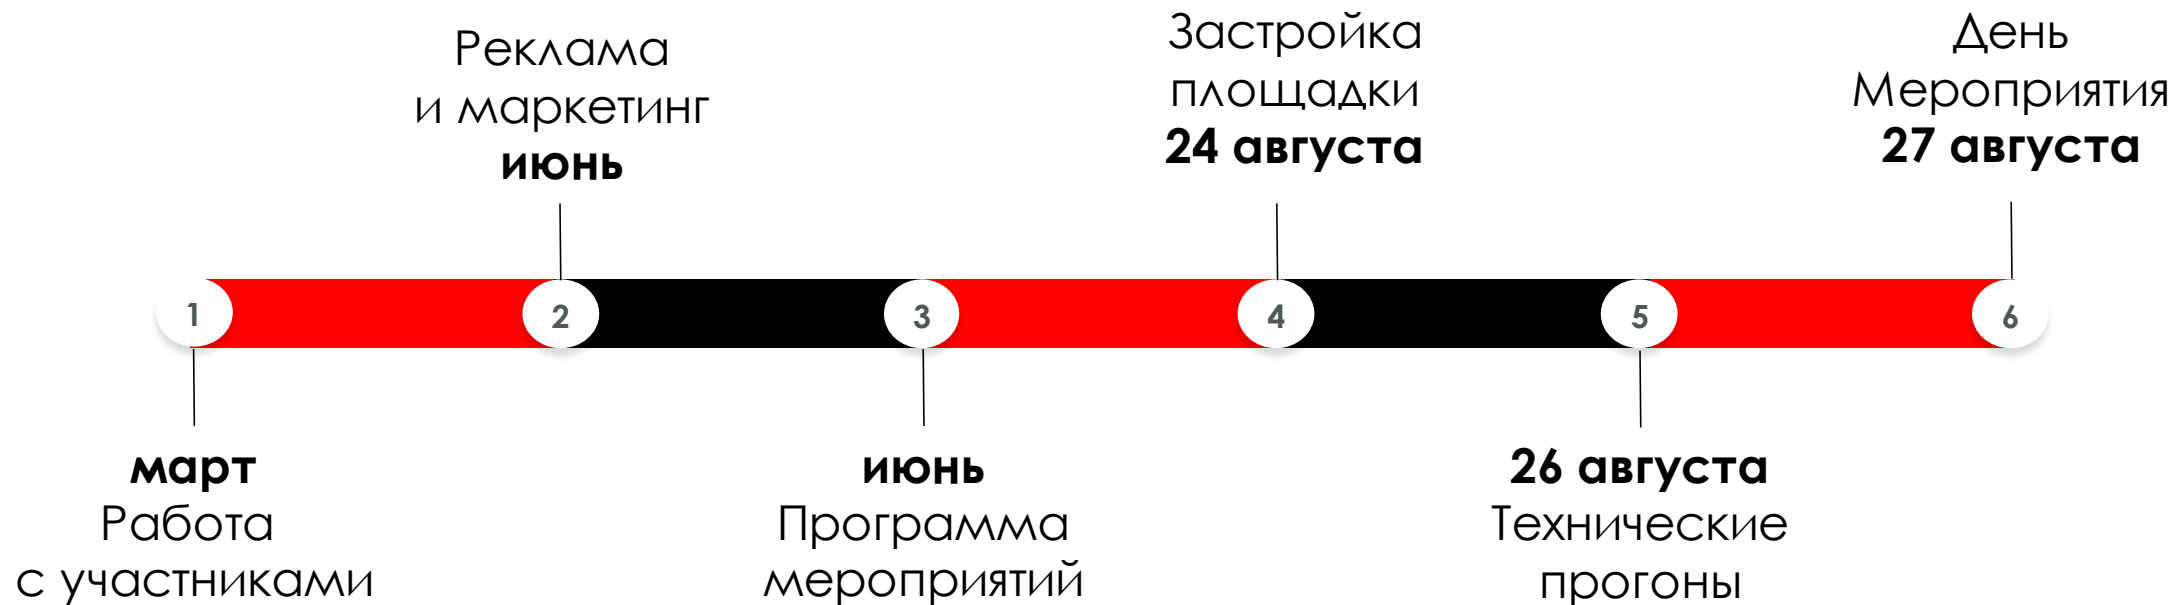 Реклама
и маркетинг
июнь
Застройка
площадки
24 августа
День
Мероприятия
27 августа
1
2
3
4
5
6
март
Работа
с участниками
июнь
Программа
мероприятий
26 августа
Технические
прогоны